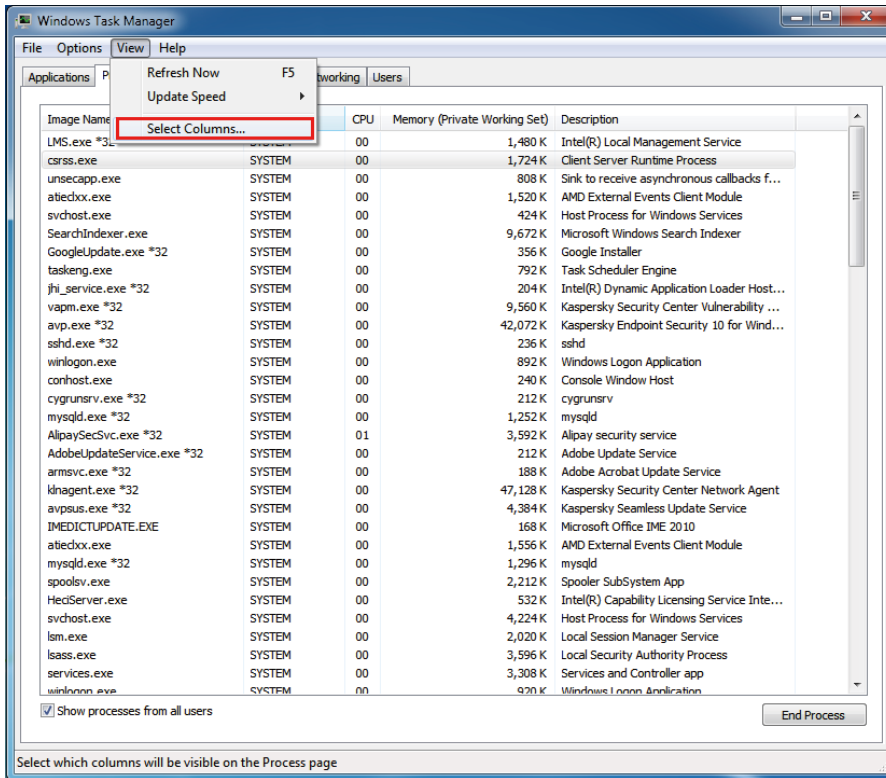 Windows Task Manager
File Options View Help
Applications P tworking Users
Refresh Now F5
Update Speed
Select Columns...
Image Name CPU Memory (Private Working Set) Description
LMS.exe *32 SYSTEM 00 1,480 K Intel(R) Local Management Service
csrss.exe SYSTEM 00 1,724 K Client Server Runtime Process
unsecapp.exe SYSTEM 00 808 K Sink to receive asynchronous callbacks f...
atieclxx.exe SYSTEM 00 1,520 K AMD External Events Client Module
svchost.exe SYSTEM 00 424 K Host Process for Windows Services
SearchIndexer.exe SYSTEM 00 9,672 K Microsoft Windows Search Indexer
GoogleUpdate.exe *32 SYSTEM 00 356 K Google Installer
taskeng.exe SYSTEM 00 792 K Task Scheduler Engine
jhi_service.exe *32 SYSTEM 00 204 K Intel(R) Dynamic Application Loader Host...
vapm.exe *32 SYSTEM 00 9,560 K Kaspersky Security Center Vulnerability ...
avp.exe *32 SYSTEM 00 42,072 K Kaspersky Endpoint Security 10 for Wind...
sshd.exe *32 SYSTEM 00 236 K sshd
winlogon.exe SYSTEM 00 892 K Windows Logon Application
conhost.exe SYSTEM 00 240 K Console Window Host
cygrunsrv.exe *32 SYSTEM 00 212 K cygrunsrv
mysqld.exe *32 SYSTEM 00 1,252 K mysqld
AlipaySecSvc.exe *32 SYSTEM 01 3,592 K Alipay security service
AdobeUpdateService.exe *32 SYSTEM 00 212 K Adobe Update Service
armsvc.exe *32 SYSTEM 00 188 K Adobe Acrobat Update Service
klnagent.exe *32 SYSTEM 00 47,128 K Kaspersky Security Center Network Agent
avpsus.exe *32 SYSTEM 00 4,384 K Kaspersky Seamless Update Service
IMEDICTUPDATE.EXE SYSTEM 00 168 K Microsoft Office IME 2010
atieclxx.exe SYSTEM 00 1,556 K AMD External Events Client Module
mysqld.exe *32 SYSTEM 00 1,296 K mysqld
spoolsv.exe SYSTEM 00 2,212 K Spooler SubSystem App
HeciServer.exe SYSTEM 00 532 K Intel(R) Capability Licensing Service Inte...
svchost.exe SYSTEM 00 4,224 K Host Process for Windows Services
lsm.exe SYSTEM 00 2,020 K Local Session Manager Service
lsass.exe SYSTEM 00 3,596 K Local Security Authority Process
services.exe SYSTEM 00 3,308 K Services and Controller app
winlogon.exe SYSTEM 00 920 K Windows Logon Application
Show processes from all users
End Process
Select which columns will be visible on the Process page